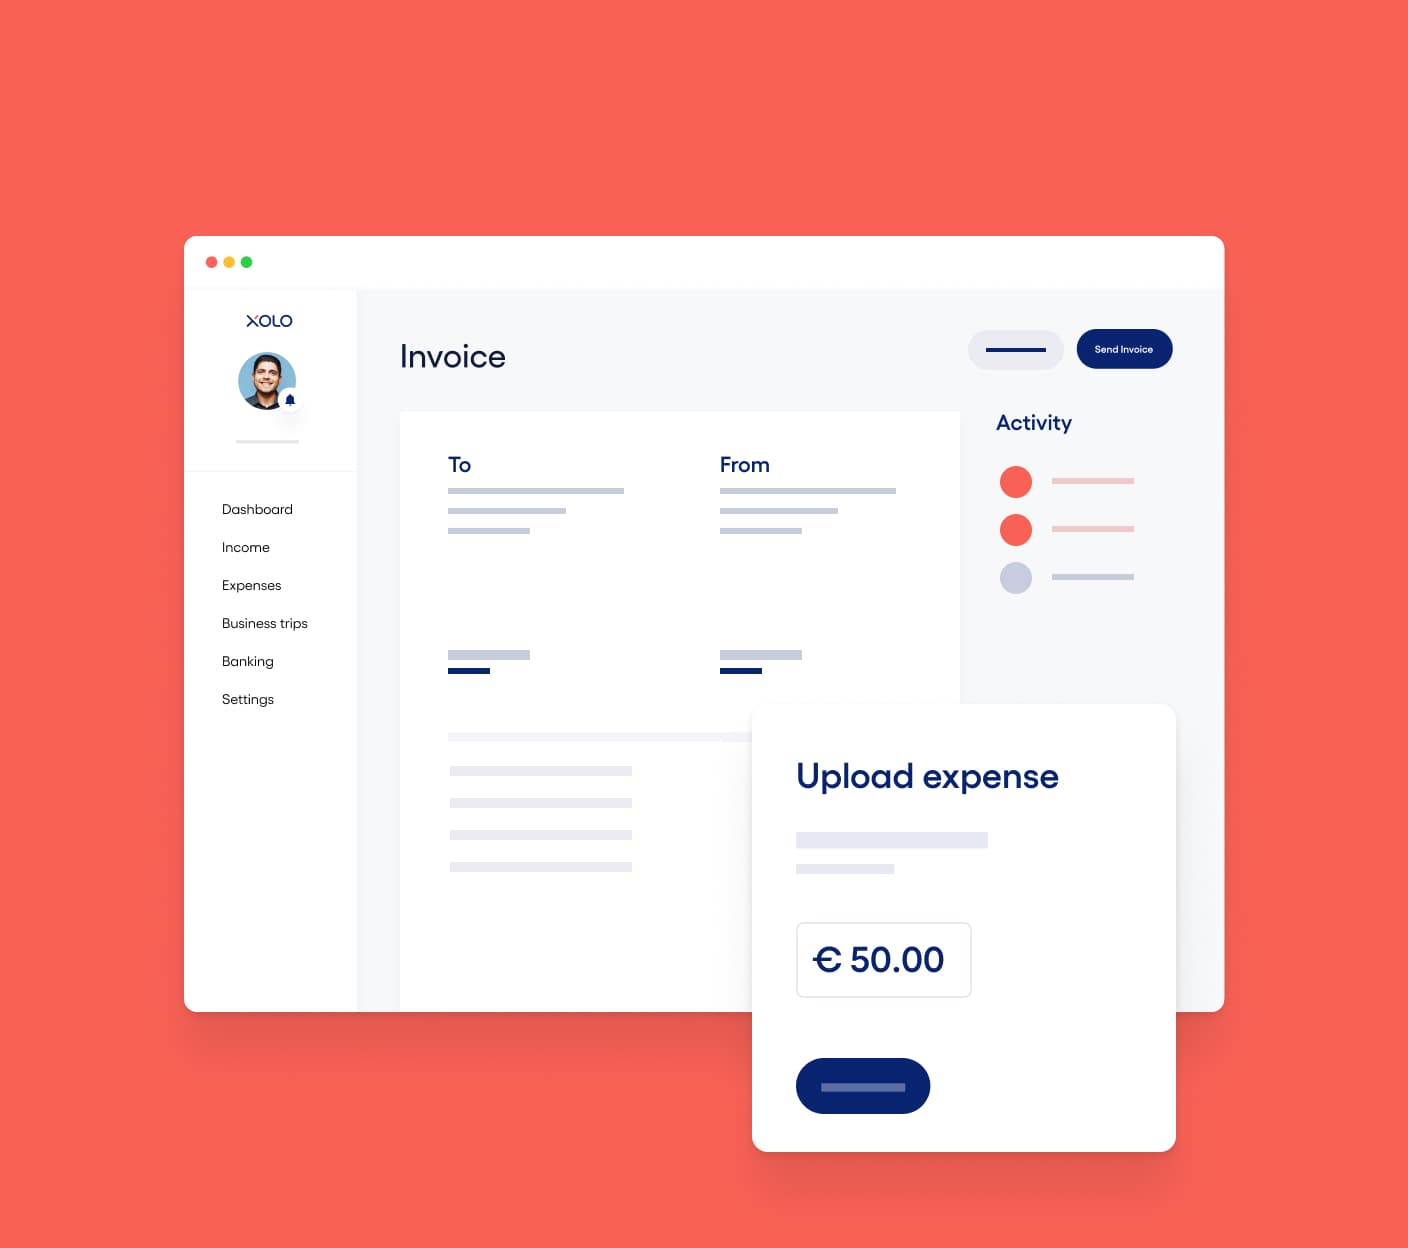 XOLO
Dashboard
Income
Expenses
Business trips
Banking
Settings
Invoice
Send Invoice
To
From
Activity
Upload expense
€ 50.00